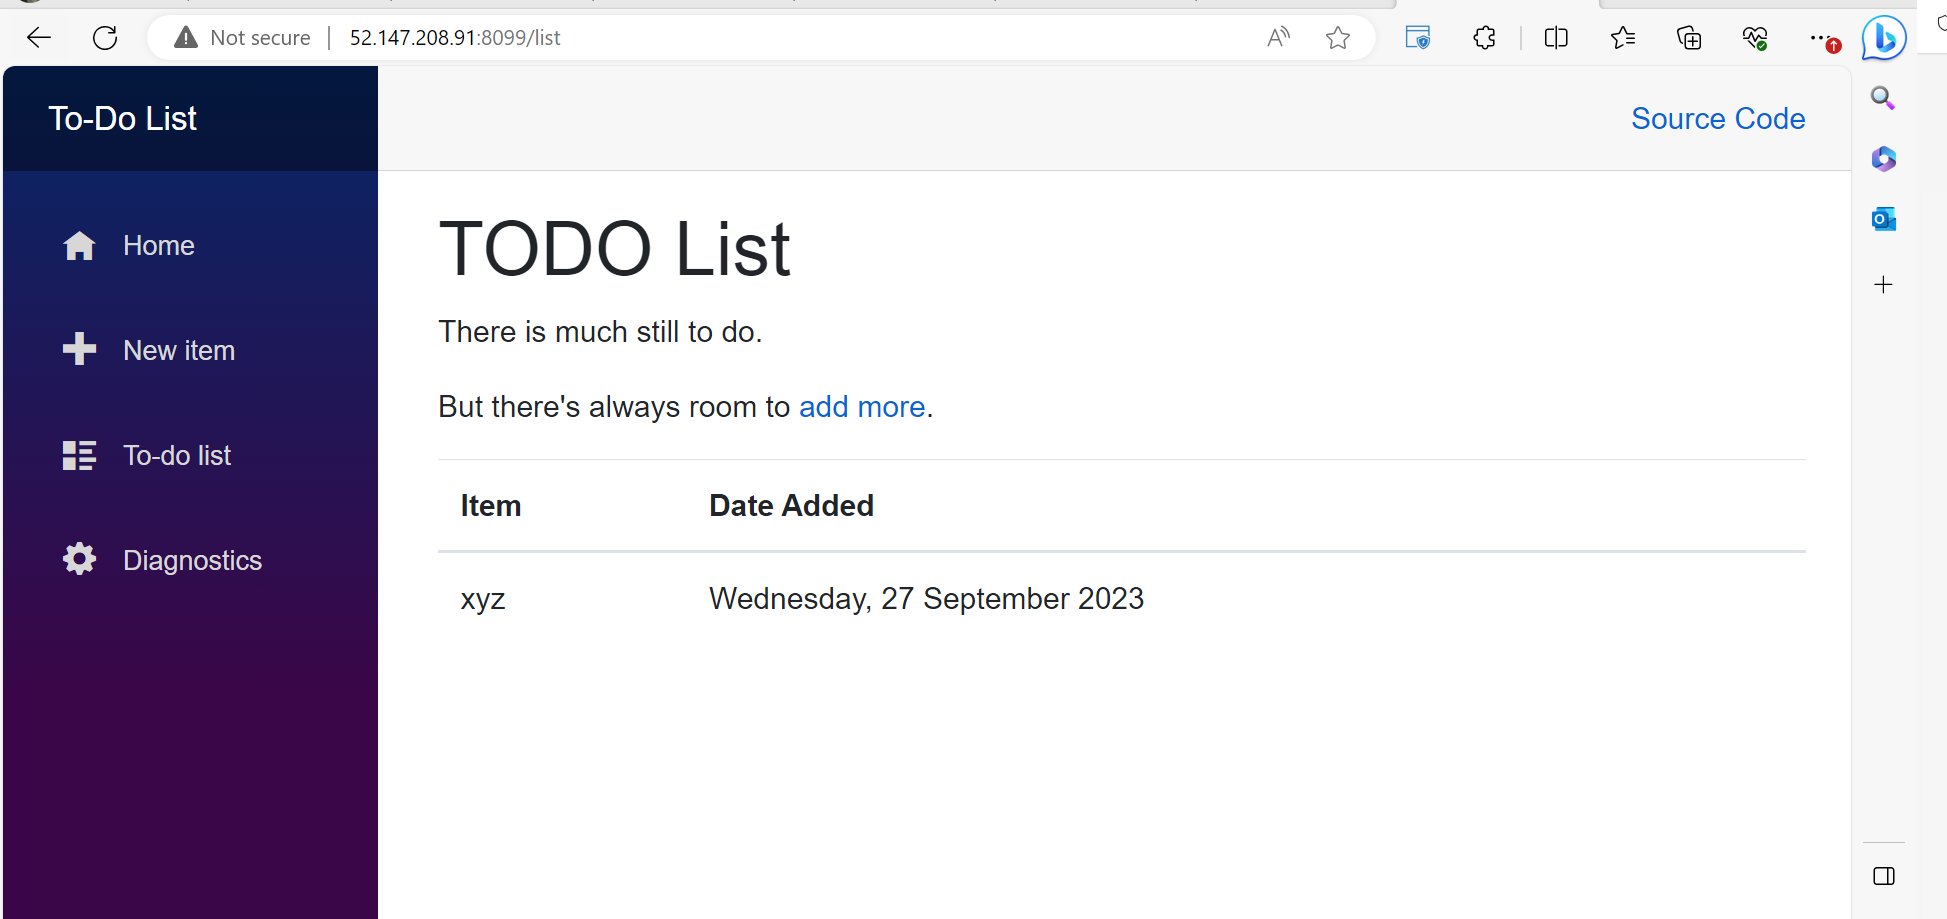 Not secure
52.147.208.91:8099/list
To-Do List
Source Code
Home
New item
To-do list
Diagnostics
TODO List
There is much still to do.
But there's always room to add more.
Item Date Added
xyz Wednesday, 27 September 2023